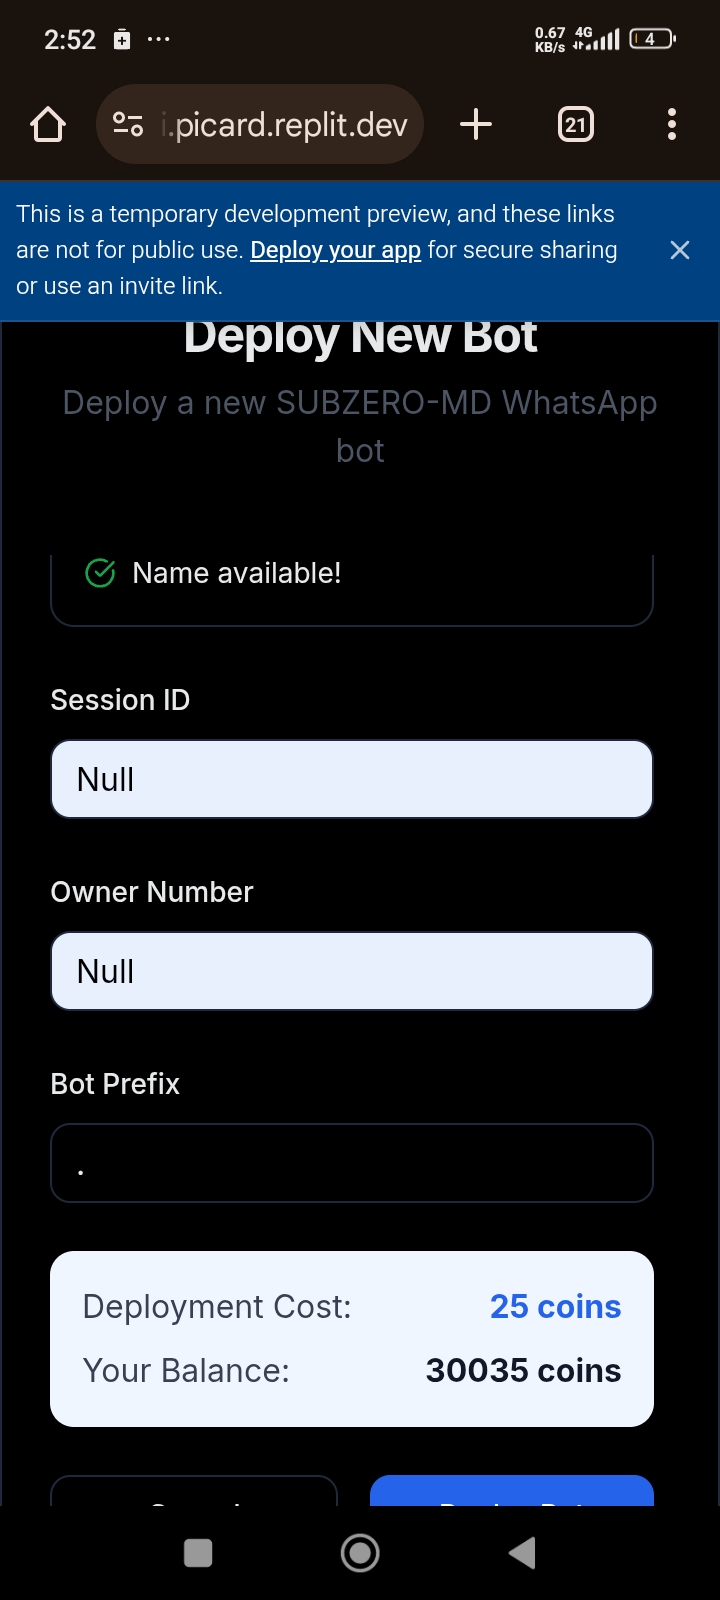 2:52
0.67 KB/s 4G 4
.picard.replit.dev
21
This is a temporary development preview, and these links
are not for public use. Deploy your app for secure sharing
or use an invite link.
Deploy New Bot
Deploy a new SUBZERO-MD WhatsApp
bot
Name available!
Session ID
Null
Owner Number
Null
Bot Prefix
.
Deployment Cost: 25 coins
Your Balance: 30035 coins